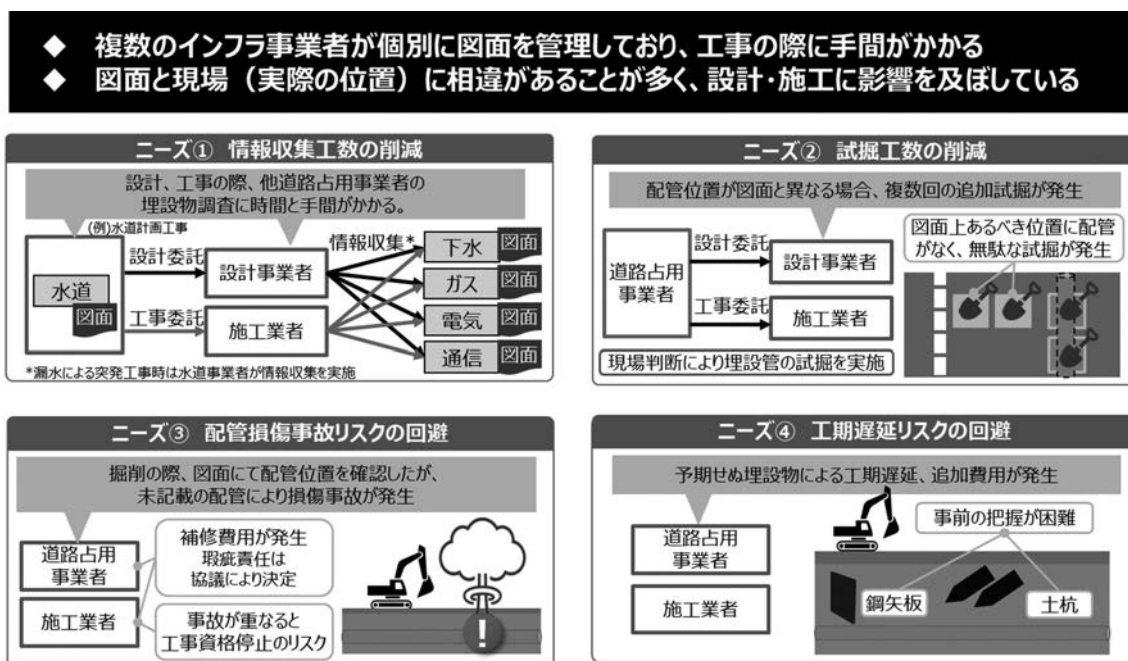 ◆ 複数のインフラ事業者が個別に図面を管理しており、工事の際に手間がかかる
◆ 図面と現場（実際の位置）に相違があることが多く、設計・施工に影響を及ぼしている
ニーズ① 情報収集工数の削減
設計、工事の際、他道路占用事業者の
埋設物調査に時間と手間がかかる。
(例)水道計画工事
水道
図面
設計委託
工事委託
設計事業者
施工業者
情報収集*
下水
図面
ガス
図面
電気
図面
通信
図面
*漏水による突発工事時は水道事業者が情報収集を実施
ニーズ② 試掘工数の削減
配管位置が図面と異なる場合、複数回の追加試掘が発生
道路占用
事業者
設計委託
工事委託
設計事業者
施工業者
図面上あるべき位置に配管
がなく、無駄な試掘が発生
現場判断により埋設管の試掘を実施
ニーズ③ 配管損傷事故リスクの回避
掘削の際、図面にて配管位置を確認したが、
未記載の配管により損傷事故が発生
道路占用
事業者
施工業者
補修費用が発生
瑕疵責任は
協議により決定
事故が重なると
工事資格停止のリスク
!
ニーズ④ 工期遅延リスクの回避
予期せぬ埋設物による工期遅延、追加費用が発生
道路占用
事業者
施工業者
事前の把握が困難
鋼矢板
土杭